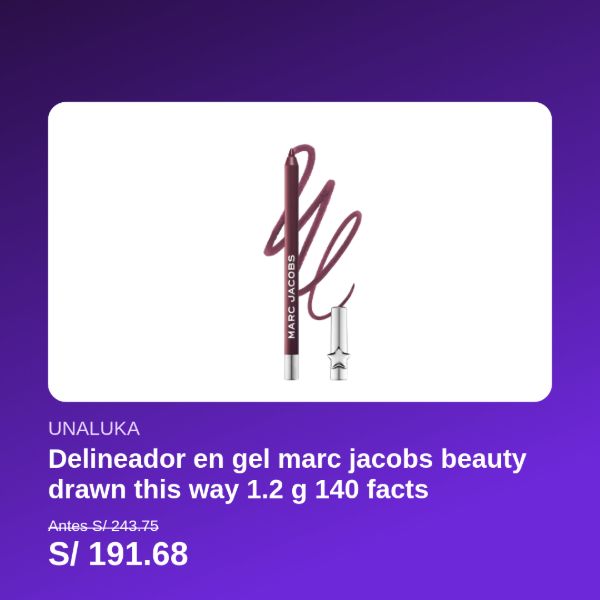 MARC JACOBS
UNALUKA
Delineador en gel marc jacobs beauty
drawn this way 1.2 g 140 facts
Antes S/ 243.75
S/ 191.68